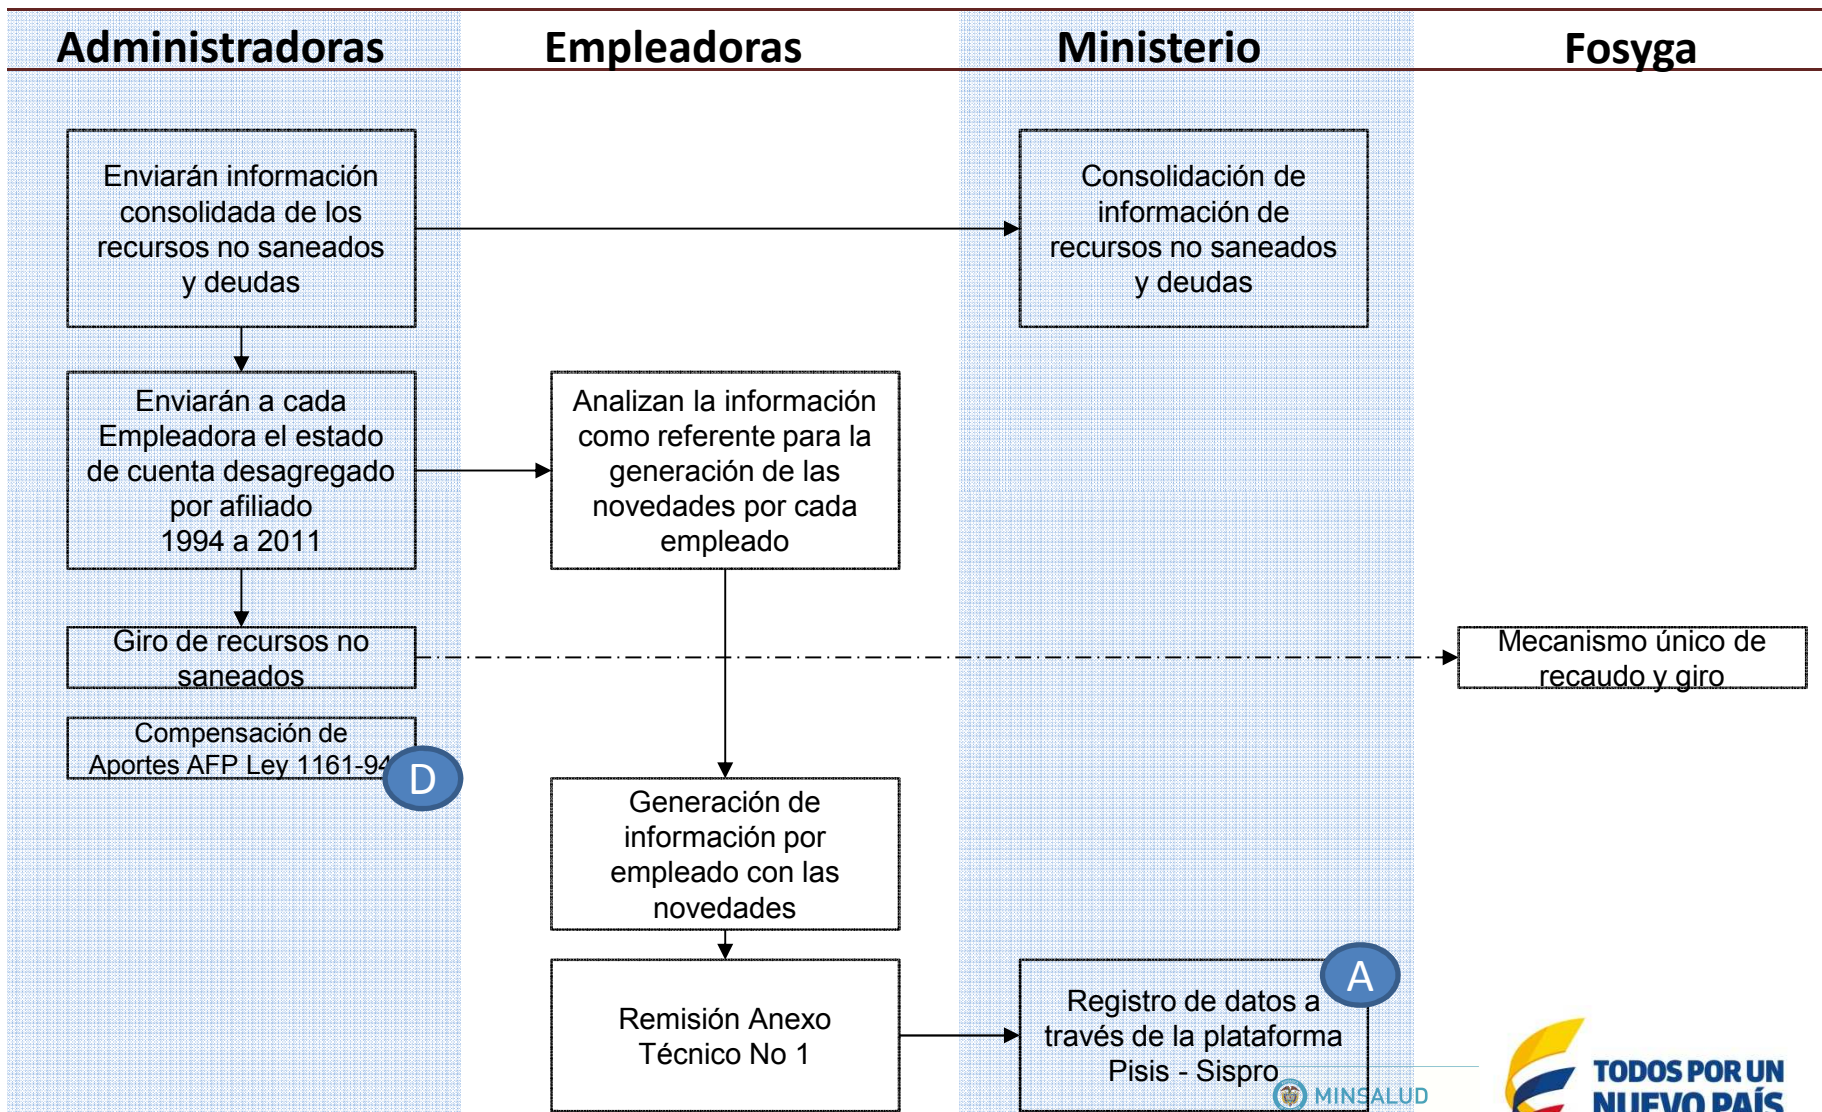 Administradoras
Empleadoras
Ministerio
Fosyga
Enviarán información
consolidada de los
recursos no saneados
y deudas
Consolidación de
información de
recursos no saneados
y deudas
Enviarán a cada
Empleadora el estado
de cuenta desagregado
por afiliado
1994 a 2011
Analizan la información
como referente para la
generación de las
novedades por cada
empleado
Giro de recursos no
saneados
Mecanismo único de
recaudo y giro
Compensación de
Aportes AFP Ley 1161-94
D
Generación de
información por
empleado con las
novedades
Remisión Anexo
Técnico No 1
A
Registro de datos a
través de la plataforma
Pisis - Sispro
MINSALUD
TODOS POR UN
NUEVO PAÍS